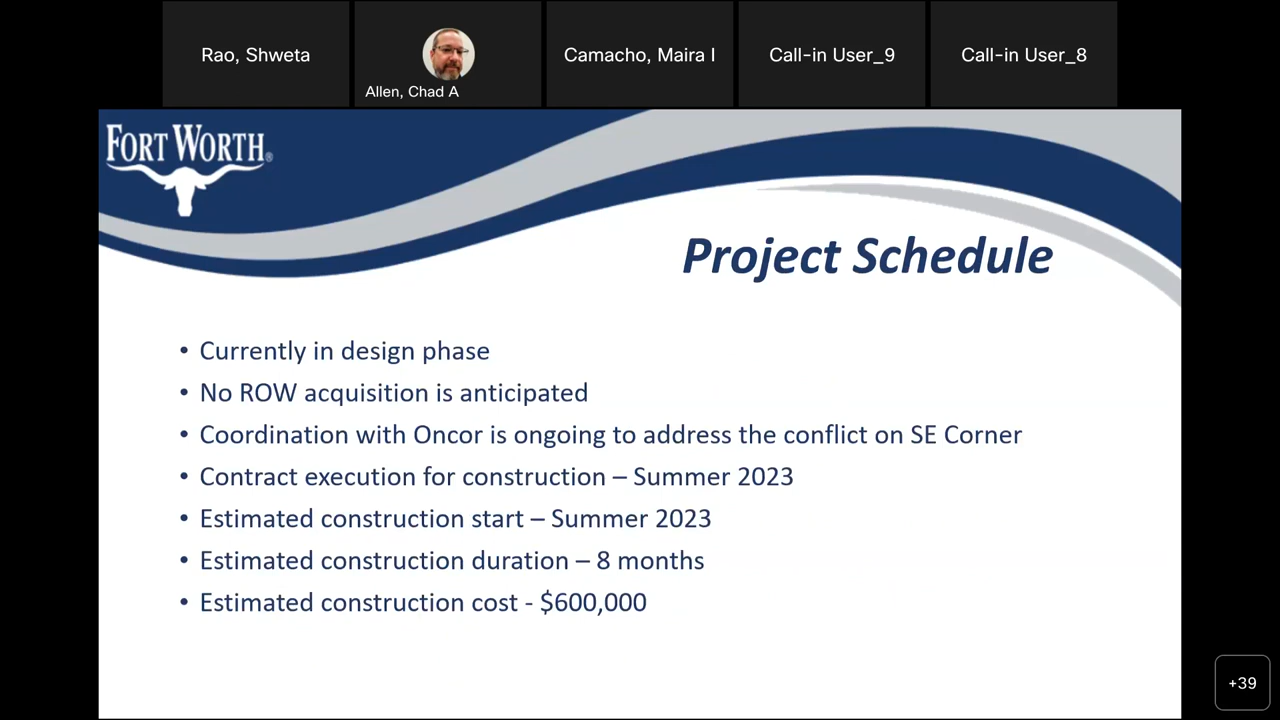 Rao, Shweta
Allen, Chad A
Camacho, Maira I
Call-in User_9
Call-in User_8
FORT WORTH®
Project Schedule
• Currently in design phase
• No ROW acquisition is anticipated
• Coordination with Oncor is ongoing to address the conflict on SE Corner
• Contract execution for construction – Summer 2023
• Estimated construction start – Summer 2023
• Estimated construction duration – 8 months
• Estimated construction cost - $600,000
+39